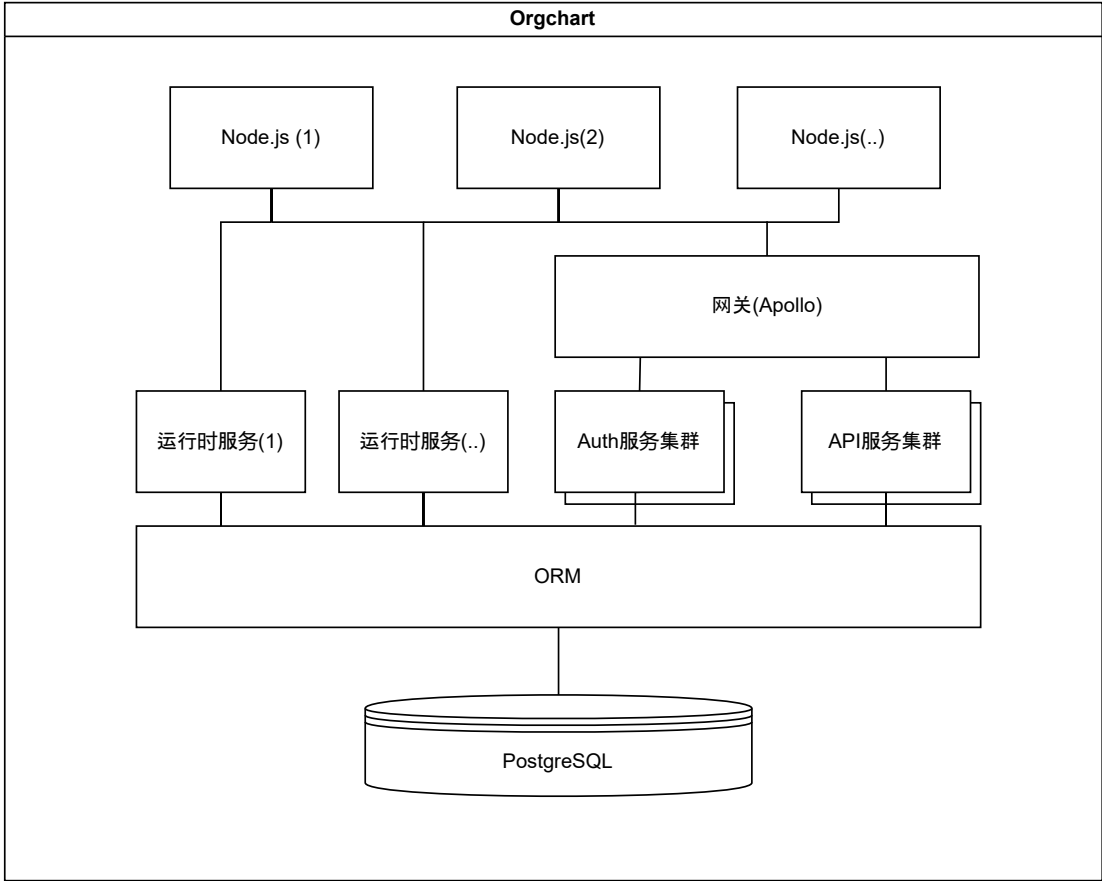 Orgchart
Node.js (1)
Node.js(2)
Node.js(..)
网关(Apollo)
运行时服务(1)
运行时服务(..)
Auth服务集群
API服务集群
ORM
PostgreSQL